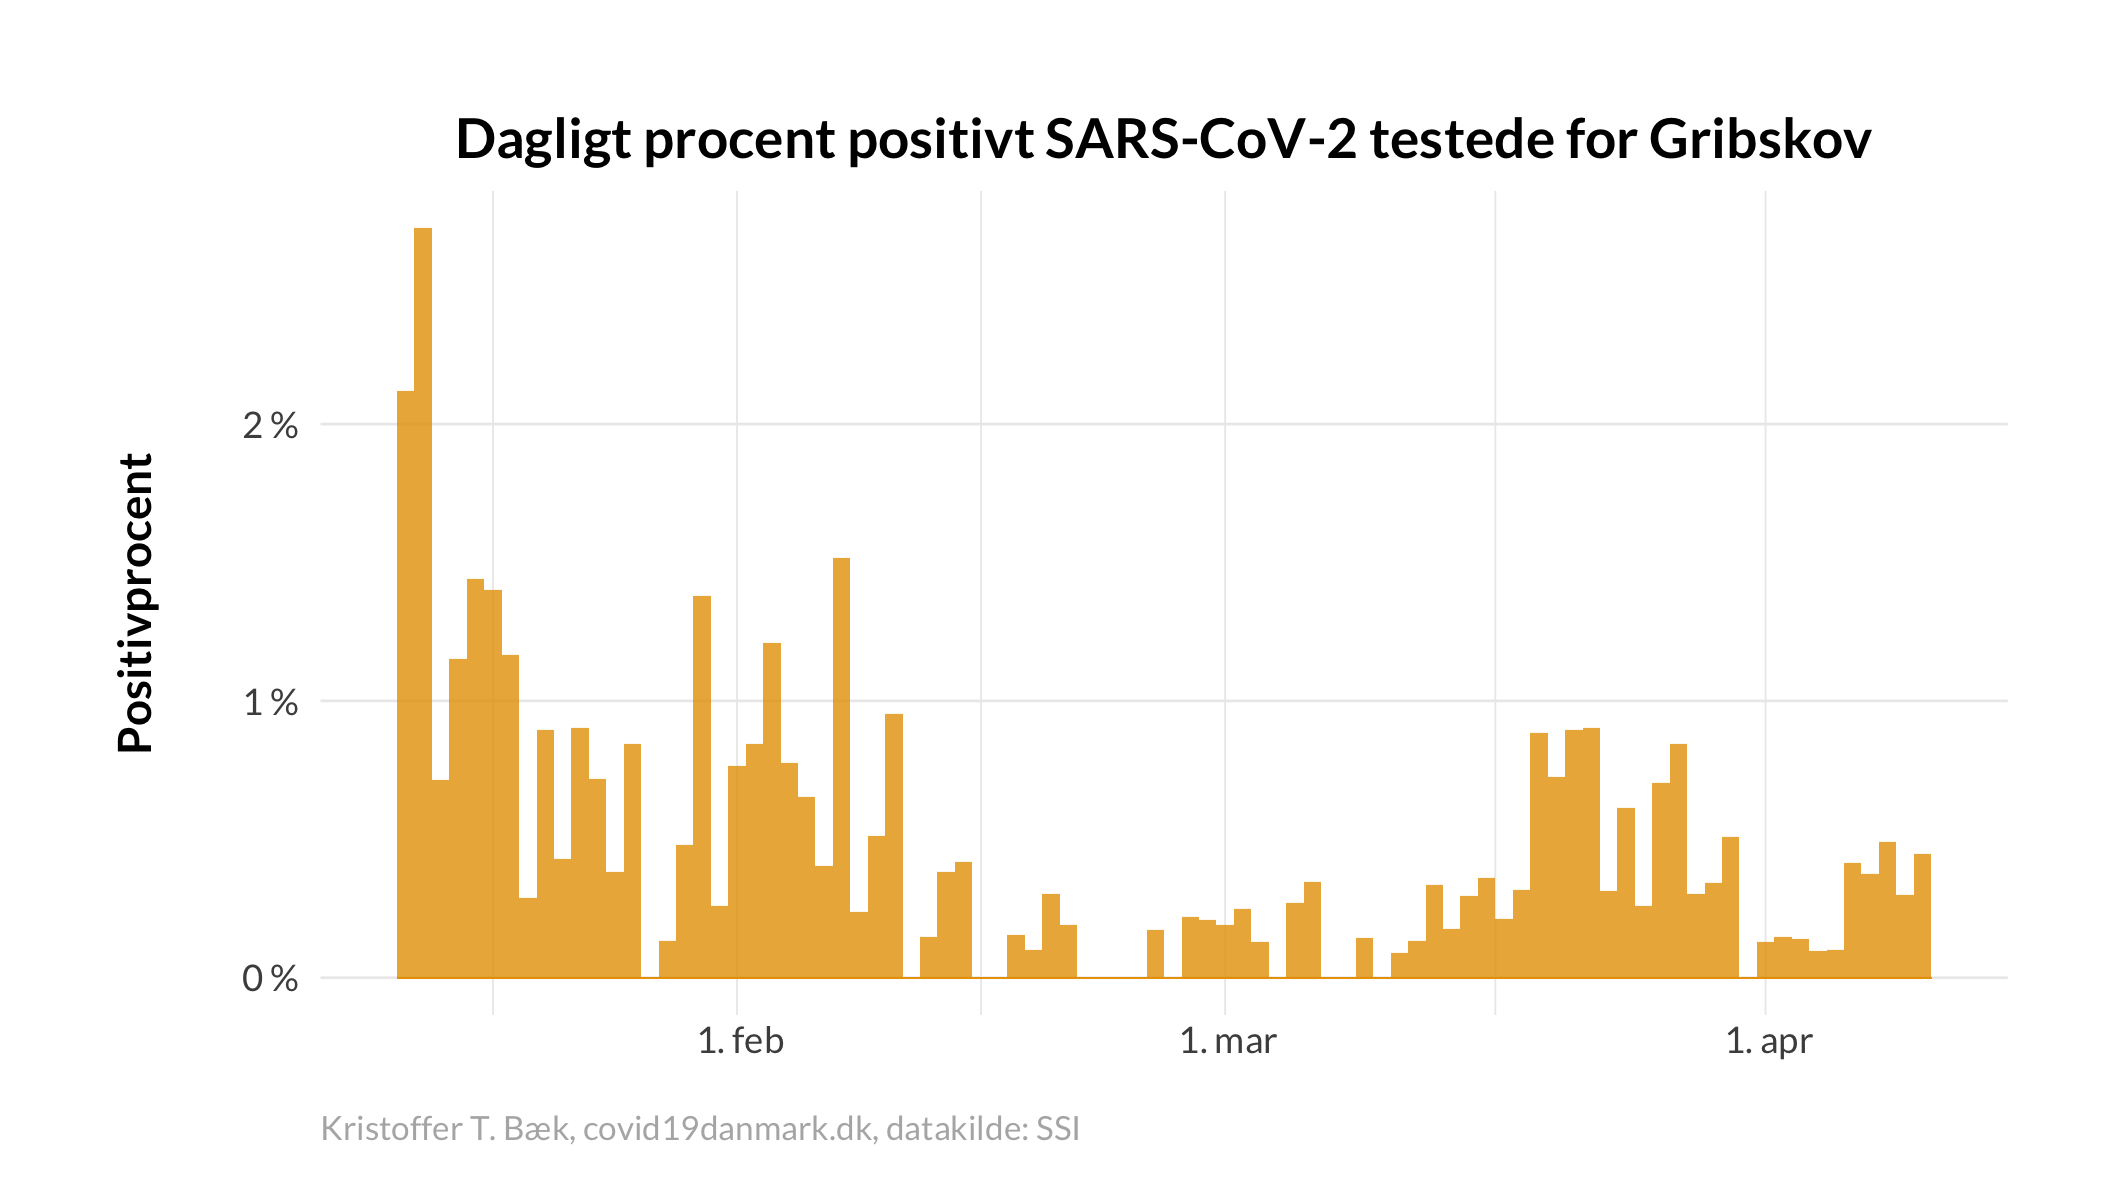 Dagligt procent positivt SARS-CoV-2 testede for Gribskov
Positivprocent
2 %
1 %
0 %
1. feb
1. mar
1. apr
Kristoffer T. Bæk, covid19danmark.dk, datakilde: SSI